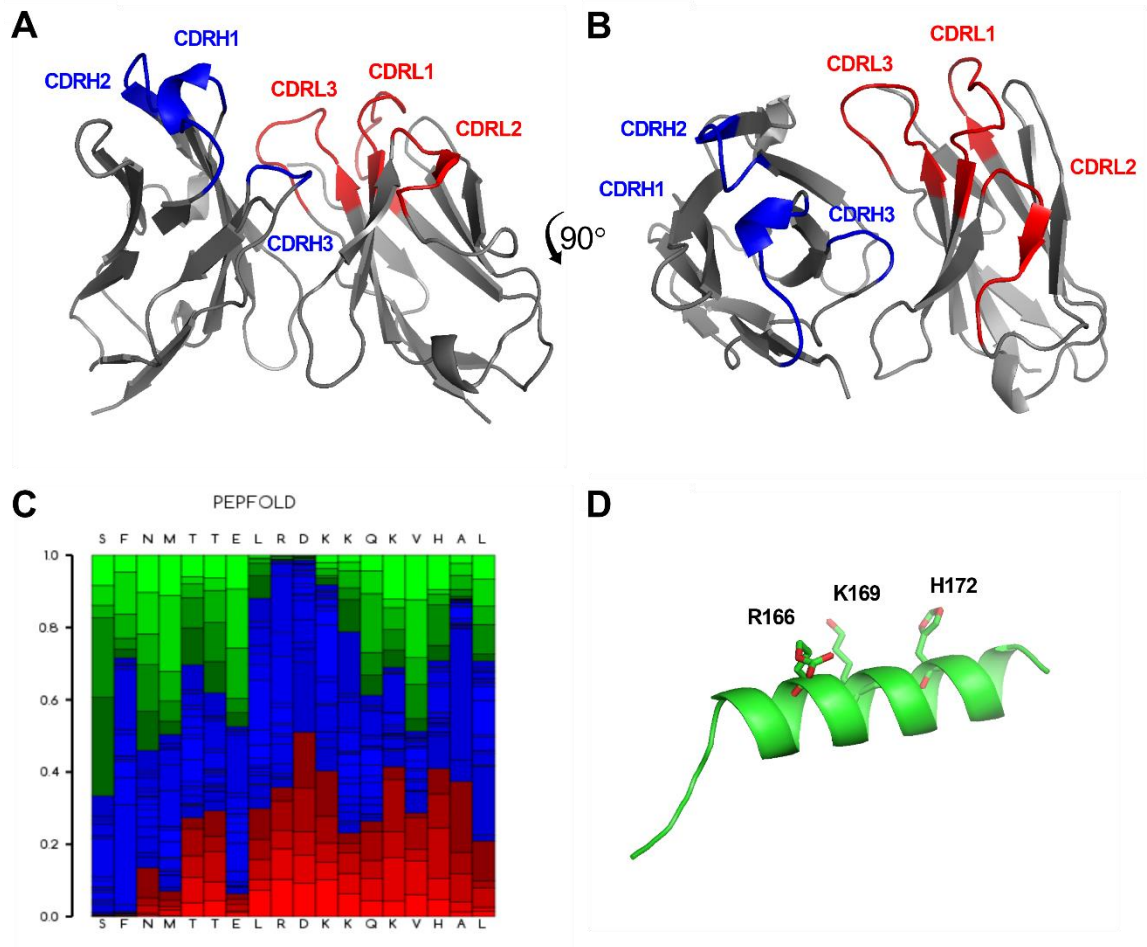 A
CDRH1
CDRH2
CDRL3
CDRL1
CDRL2
CDRH3
90°
B
CDRL1
CDRL3
CDRH2
CDRL2
CDRH1
CDRH3
C
PEPFOLD
S F N M T T E L R D K K Q K V H A L
1.0
0.8
0.6
0.4
0.2
0.0
S F N M T T E L R D K K Q K V H A L
D
H172
K169
R166